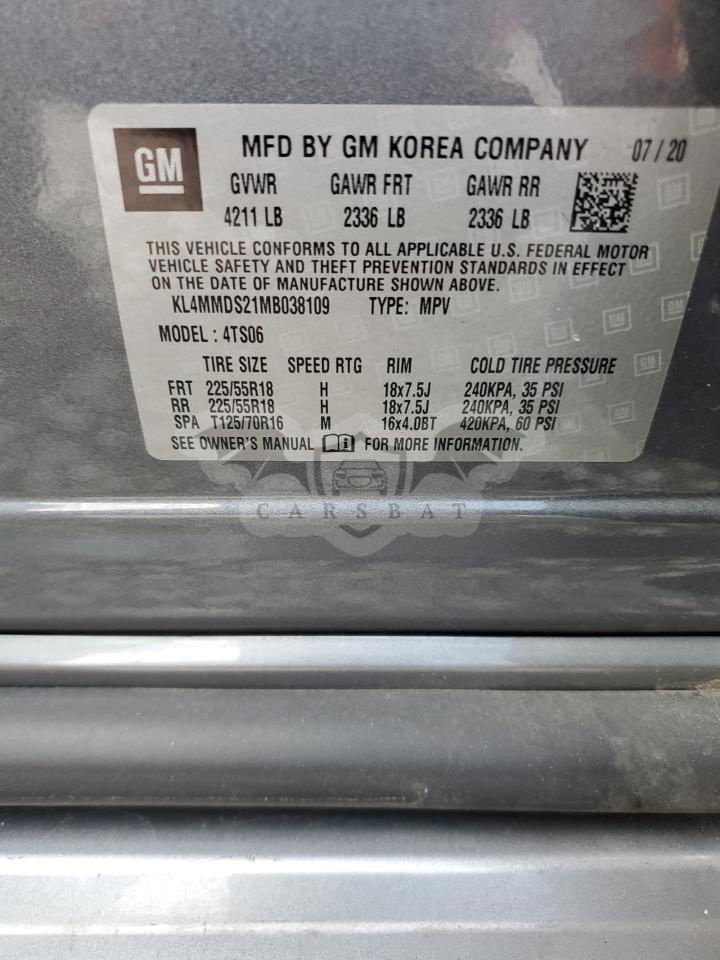 GM
MFD BY GM KOREA COMPANY 07/20
GVWR GAWR FRT GAWR RR
4211 LB 2336 LB 2336 LB
THIS VEHICLE CONFORMS TO ALL APPLICABLE U.S. FEDERAL MOTOR
VEHICLE SAFETY AND THEFT PREVENTION STANDARDS IN EFFECT
ON THE DATE OF MANUFACTURE SHOWN ABOVE.
KL4MMDS21MB038109 TYPE: MPV
MODEL : 4TS06
TIRE SIZE SPEED RTG RIM COLD TIRE PRESSURE
FRT 225/55R18 H 18x7.5J 240KPA, 35 PSI
RR 225/55R18 H 18x7.5J 240KPA, 35 PSI
SPA T125/70R16 M 16x4.0BT 420KPA, 60 PSI
SEE OWNER'S MANUAL FOR MORE INFORMATION.
CARSBAT